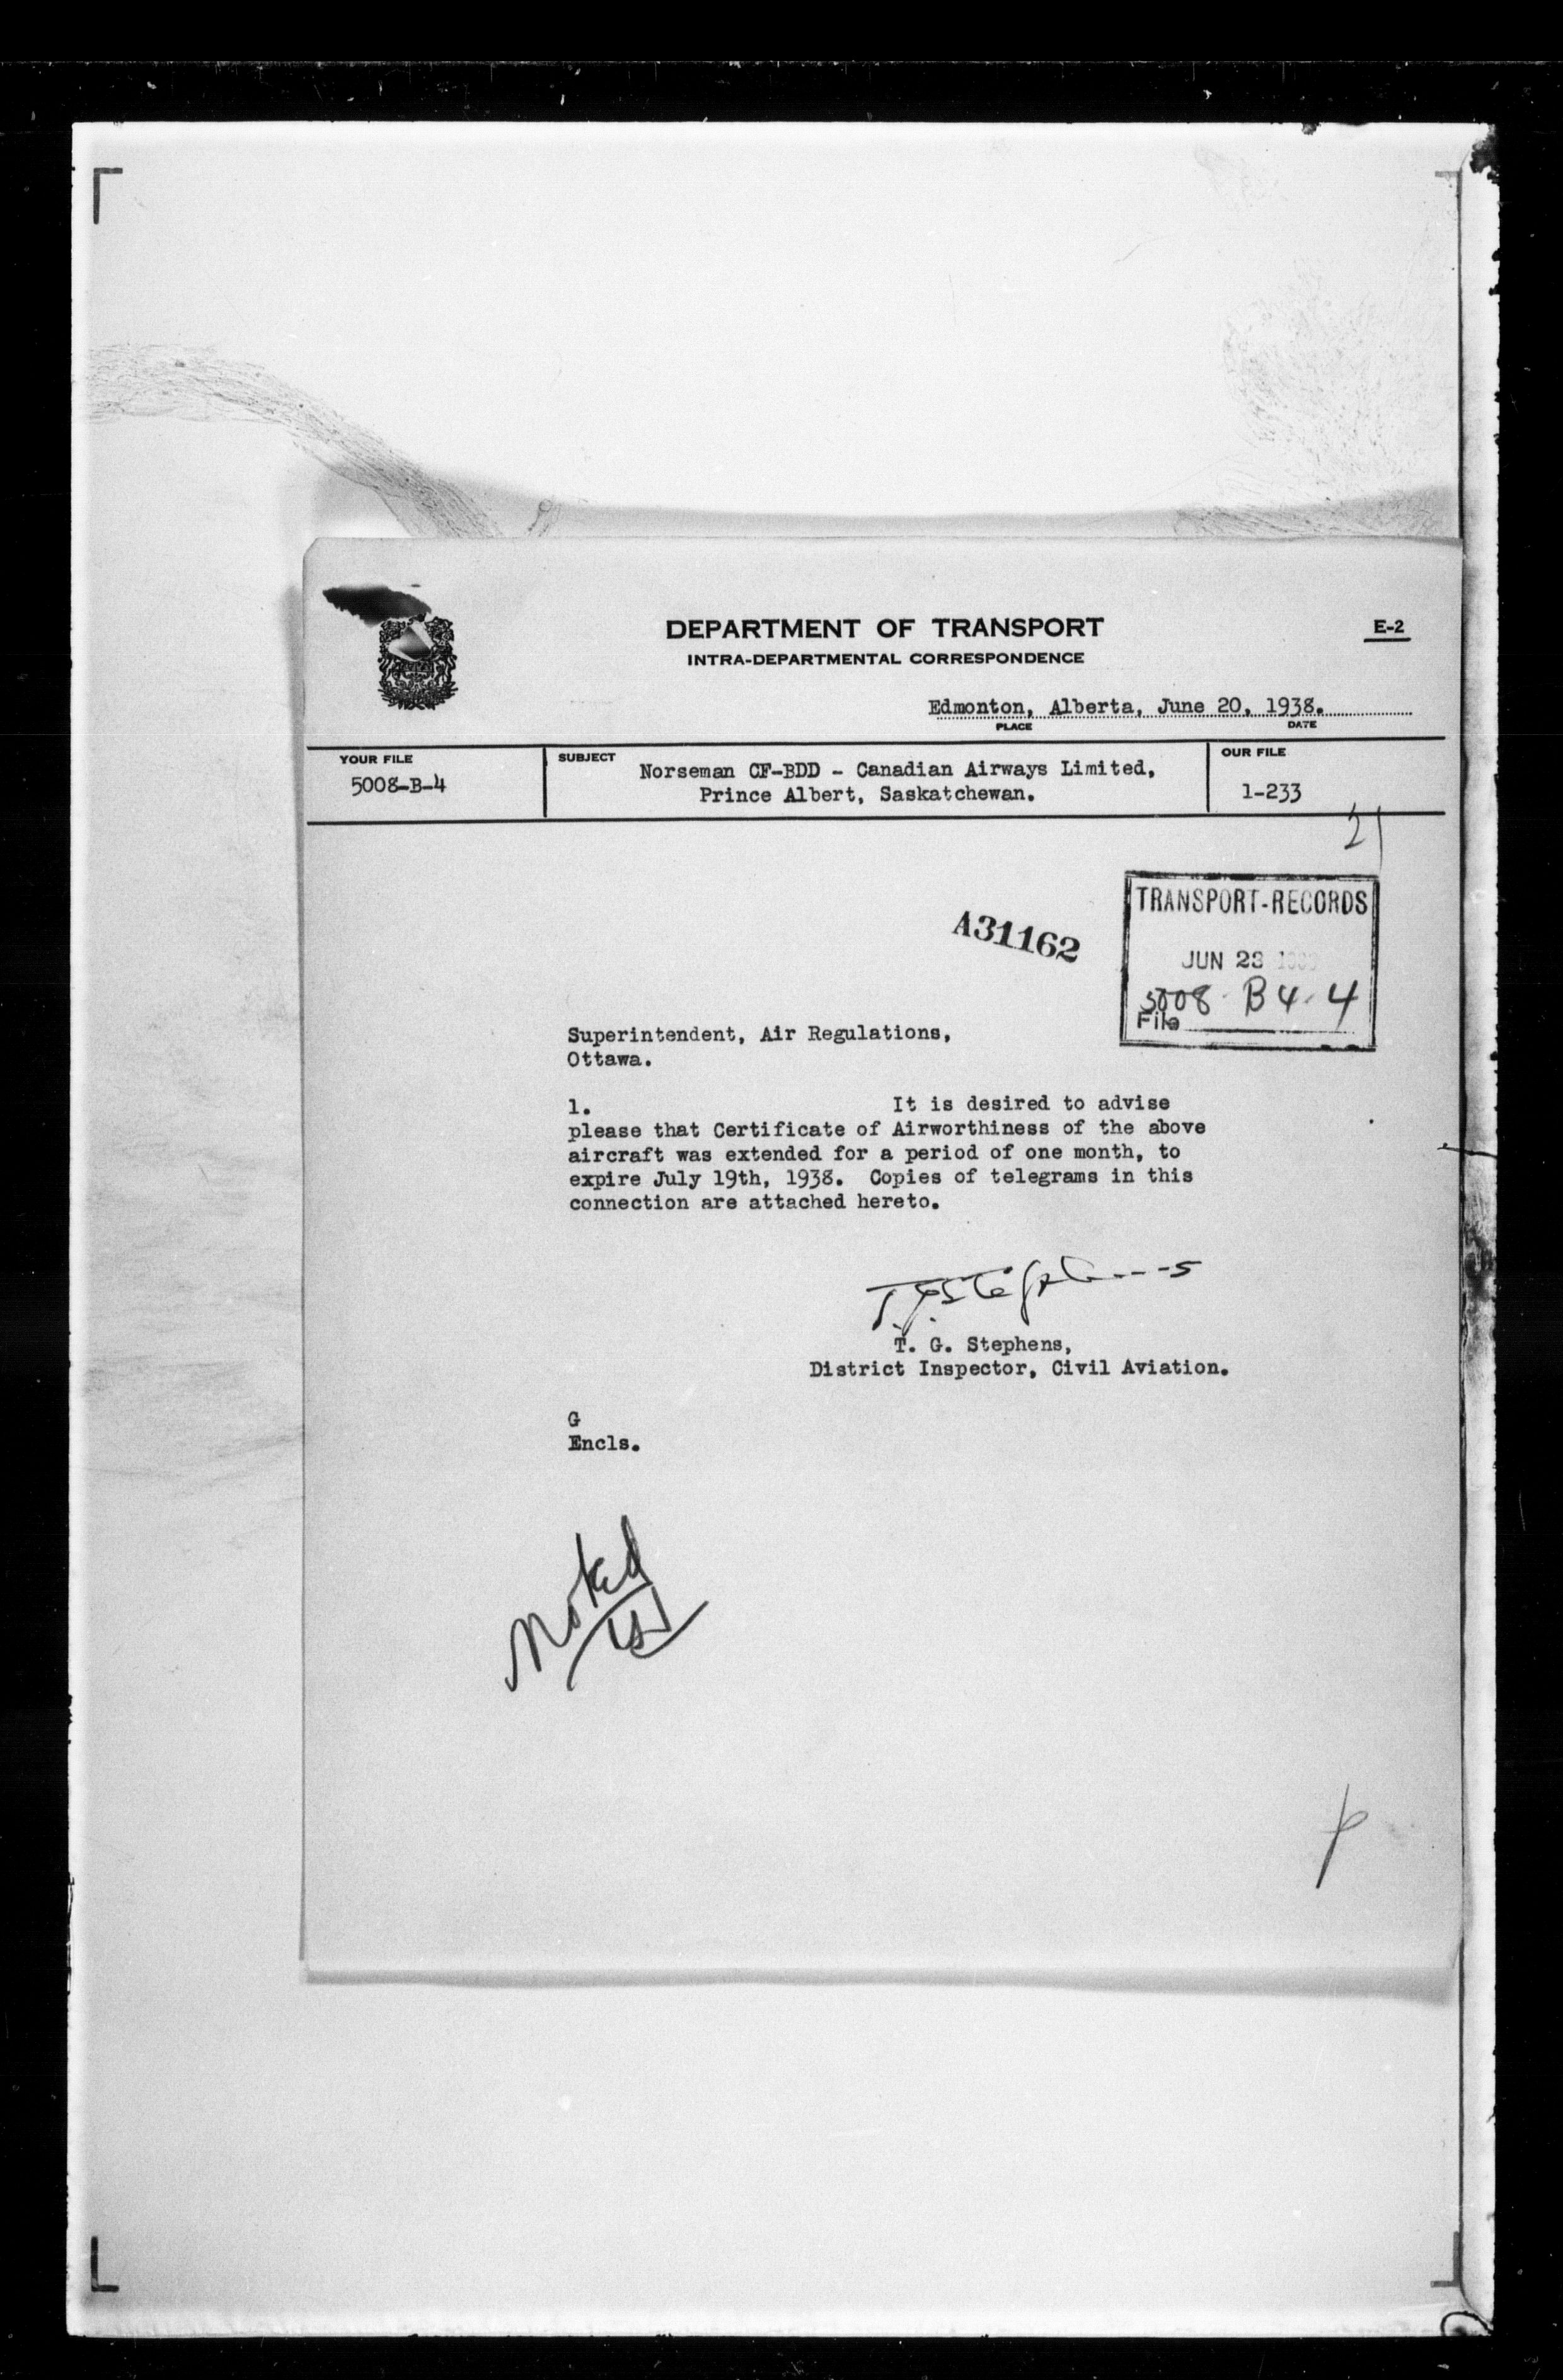 DEPARTMENT OF TRANSPORT
E-2
INTRA-DEPARTMENTAL CORRESPONDENCE
Edmonton, Alberta, June 20, 1938.
PLACE DATE
YOUR FILE
5008-B-4
SUBJECT
Norseman CF-BDD - Canadian Airways Limited,
Prince Albert, Saskatchewan.
OUR FILE
1-233
21
A31162
TRANSPORT-RECORDS
JUN 23
5008 B4-4
File
Superintendent, Air Regulations,
Ottawa.
1. It is desired to advise
please that Certificate of Airworthiness of the above
aircraft was extended for a period of one month, to
expire July 19th, 1938. Copies of telegrams in this
connection are attached hereto.
T. G. Stephens
T. G. Stephens,
District Inspector, Civil Aviation.
G
Encls.
Noted